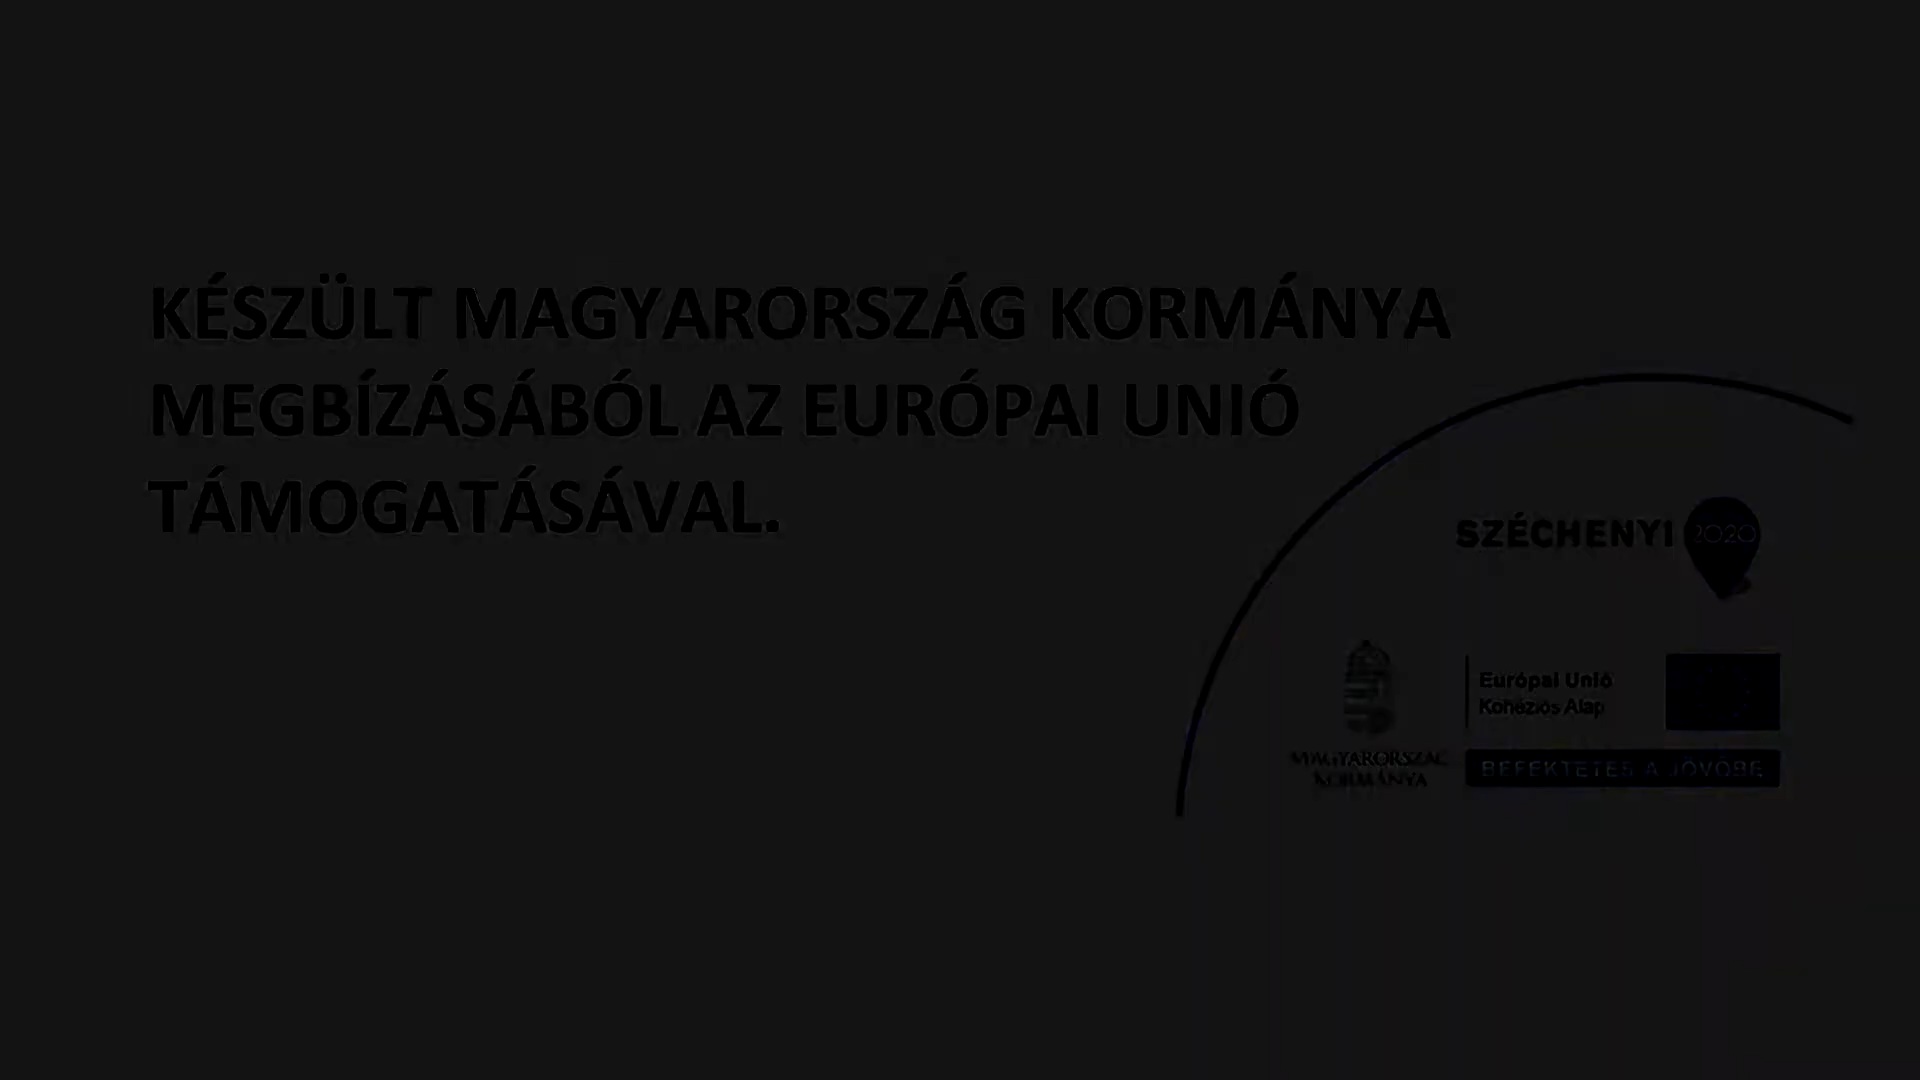 KÉSZÜLT MAGYARORSZÁG KORMÁNYA
MEGBÍZÁSÁBÓL AZ EURÓPAI UNIÓ
TÁMOGATÁSÁVAL.
SZÉCHENYI 2020
Európai Unió
Kohéziós Alap
MAGYARORSZÁG
KORMÁNYA
BEFEKTETÉS A JÖVŐBE